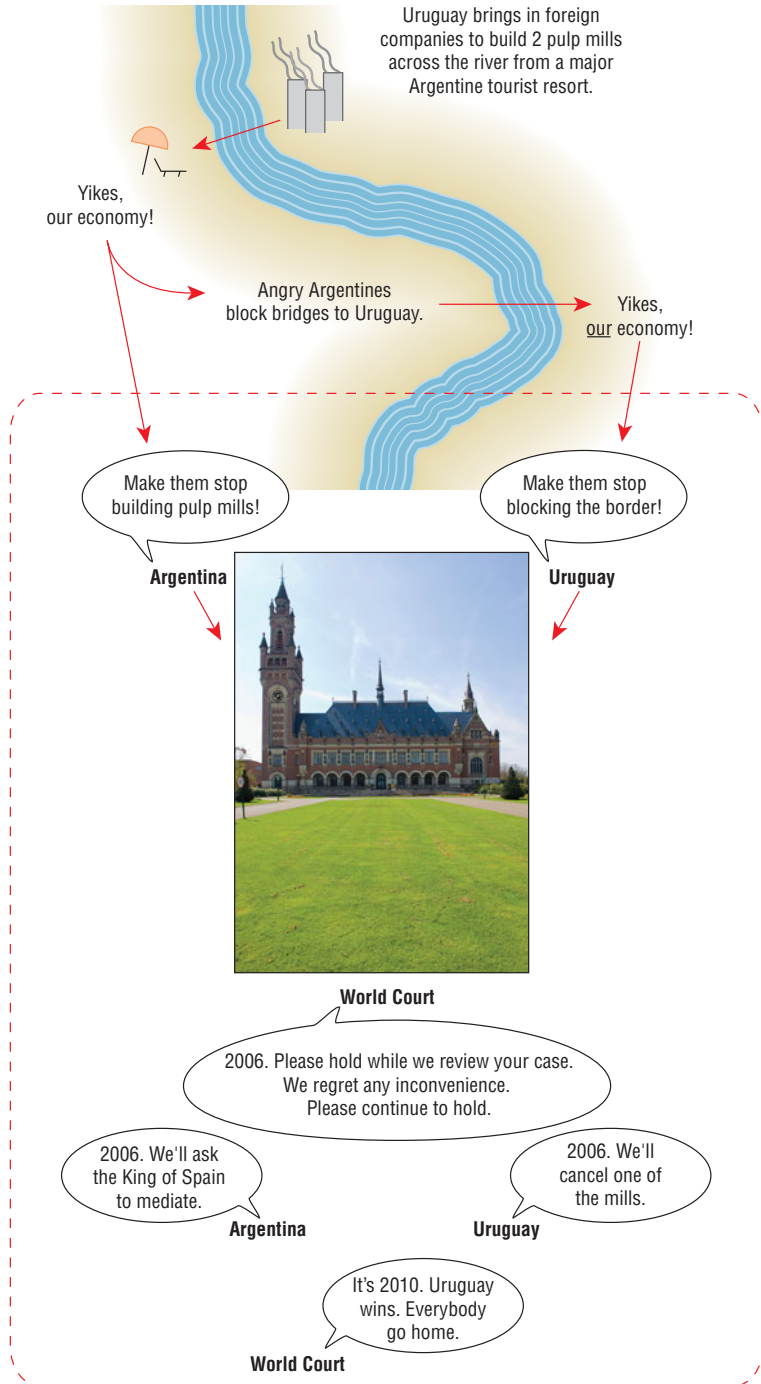 Uruguay brings in foreign
companies to build 2 pulp mills
across the river from a major
Argentine tourist resort.
Yikes,
our economy!
Angry Argentines
block bridges to Uruguay.
Yikes,
our economy!
Make them stop
building pulp mills!
Argentina
Make them stop
blocking the border!
Uruguay
World Court
2006. Please hold while we review your case.
We regret any inconvenience.
Please continue to hold.
2006. We'll ask
the King of Spain
to mediate.
Argentina
2006. We'll
cancel one of
the mills.
Uruguay
It’s 2010. Uruguay
wins. Everybody
go home.
World Court